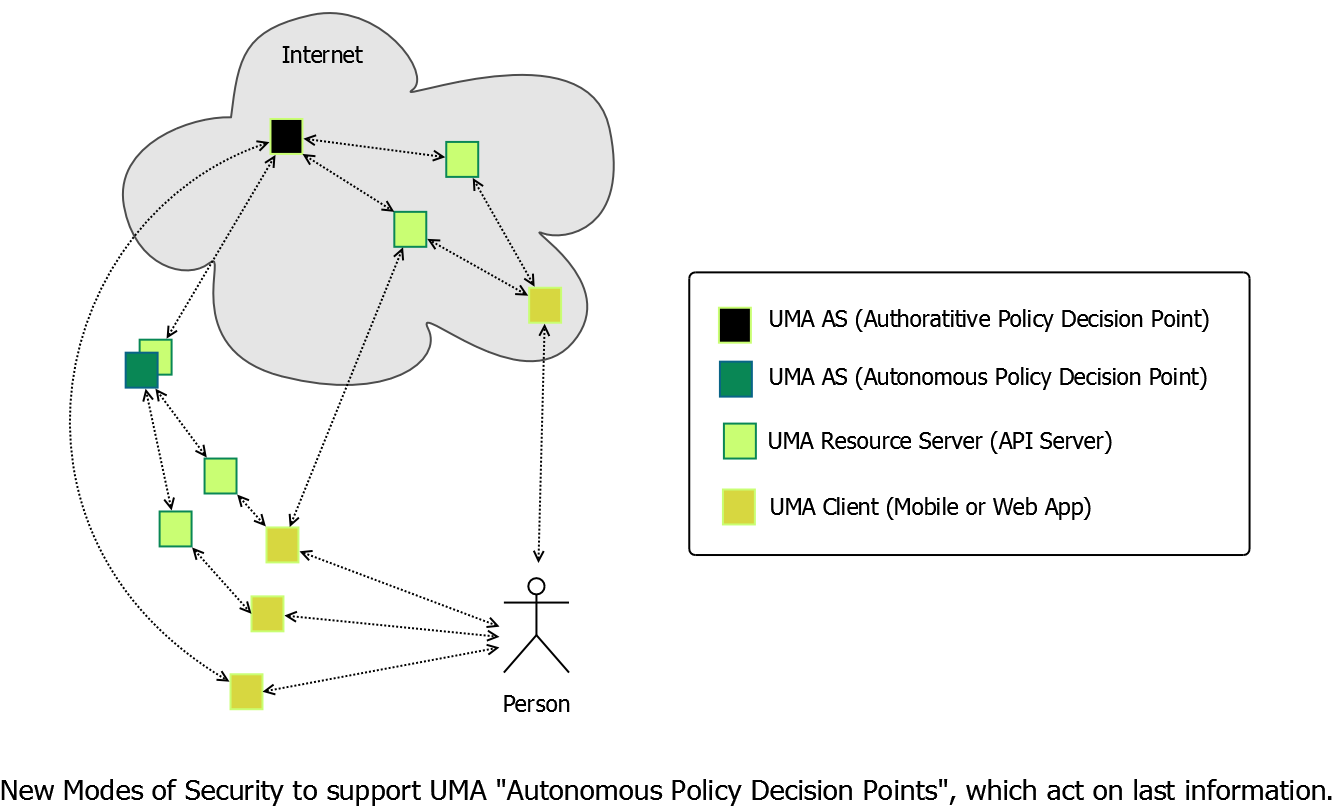 Internet
UMA AS (Authoratitive Policy Decision Point)
UMA AS (Autonomous Policy Decision Point)
UMA Resource Server (API Server)
UMA Client (Mobile or Web App)
Person
New Modes of Security to support UMA "Autonomous Policy Decision Points", which act on last information.